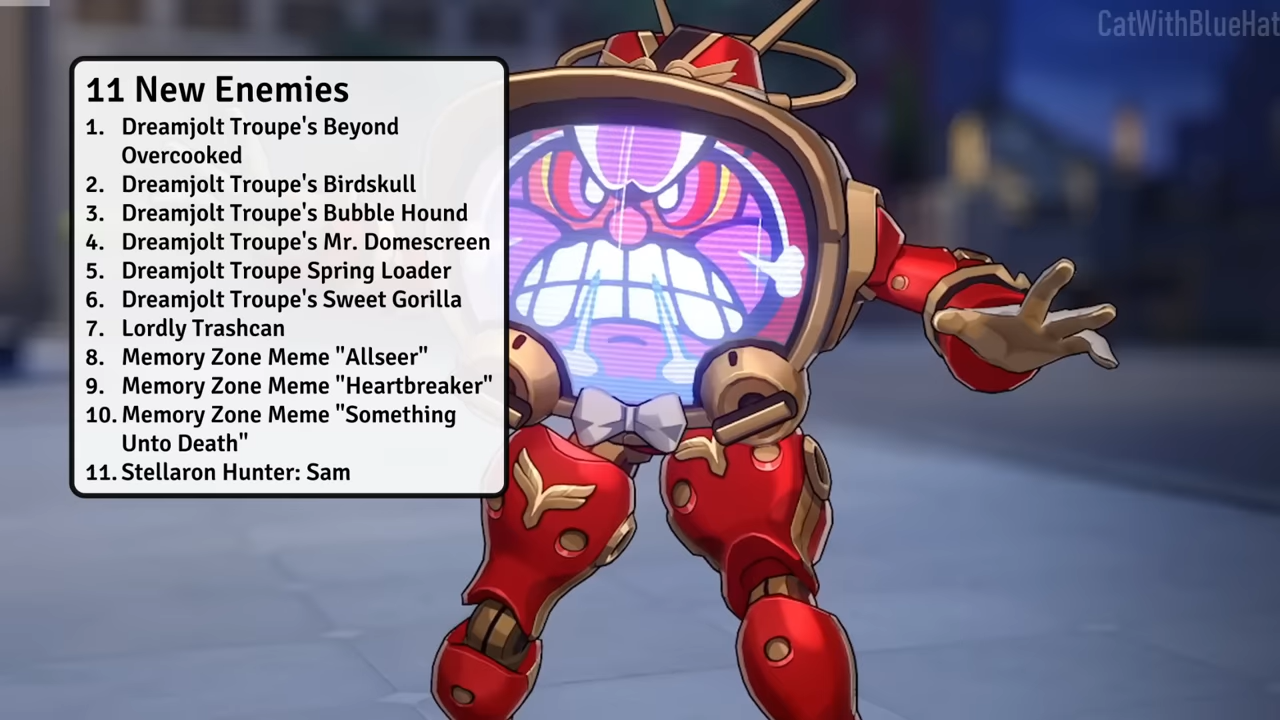 CatWithBlueHat
11 New Enemies
1. Dreamjolt Troupe's Beyond
Overcooked
2. Dreamjolt Troupe's Birdskull
3. Dreamjolt Troupe's Bubble Hound
4. Dreamjolt Troupe's Mr. Domescreen
5. Dreamjolt Troupe Spring Loader
6. Dreamjolt Troupe's Sweet Gorilla
7. Lordly Trashcan
8. Memory Zone Meme "Allseer"
9. Memory Zone Meme "Heartbreaker"
10. Memory Zone Meme "Something
Unto Death"
11. Stellaron Hunter: Sam